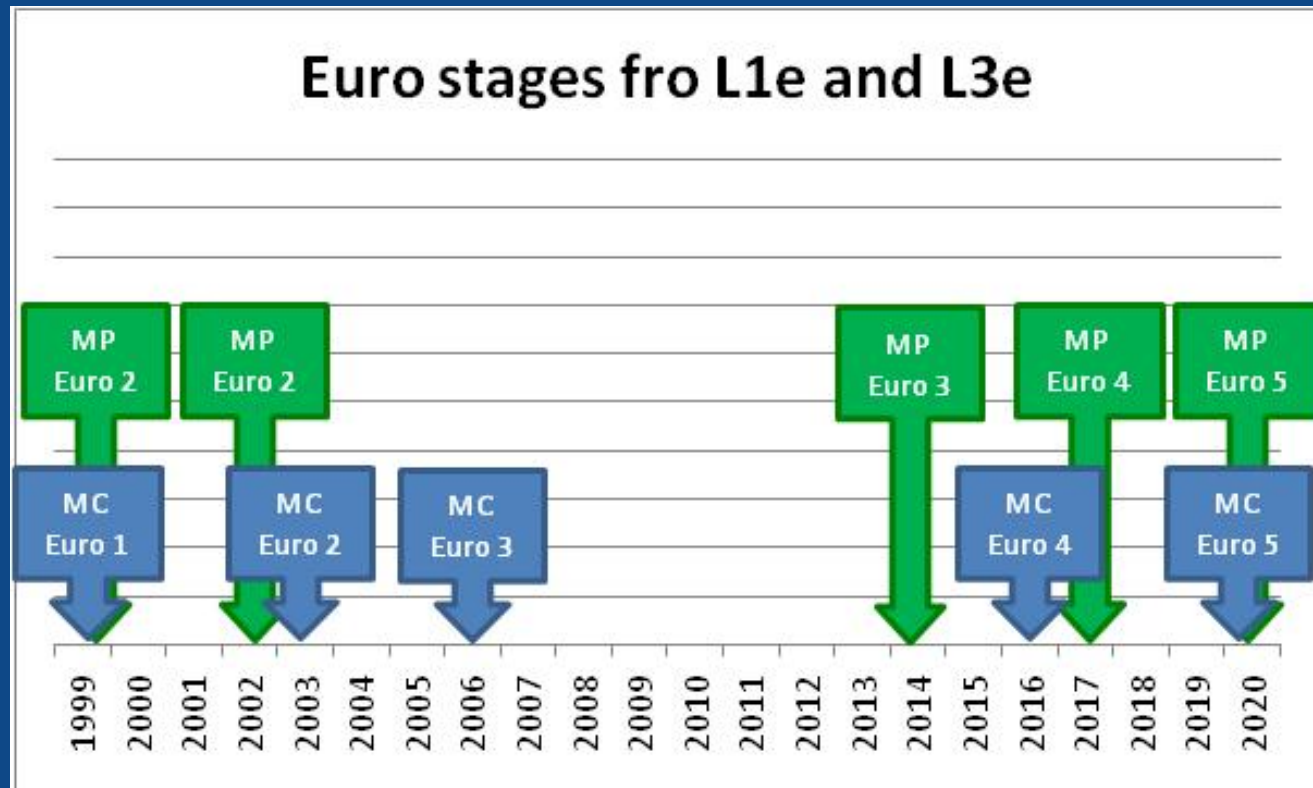 Euro stages fro L1e and L3e
MP
Euro 2
MP
Euro 2
MP
Euro 3
MP
Euro 4
MP
Euro 5
MC
Euro 1
MC
Euro 2
MC
Euro 3
MC
Euro 4
MC
Euro 5
1999
2000
2001
2002
2003
2004
2005
2006
2007
2008
2009
2010
2011
2012
2013
2014
2015
2016
2017
2018
2019
2020